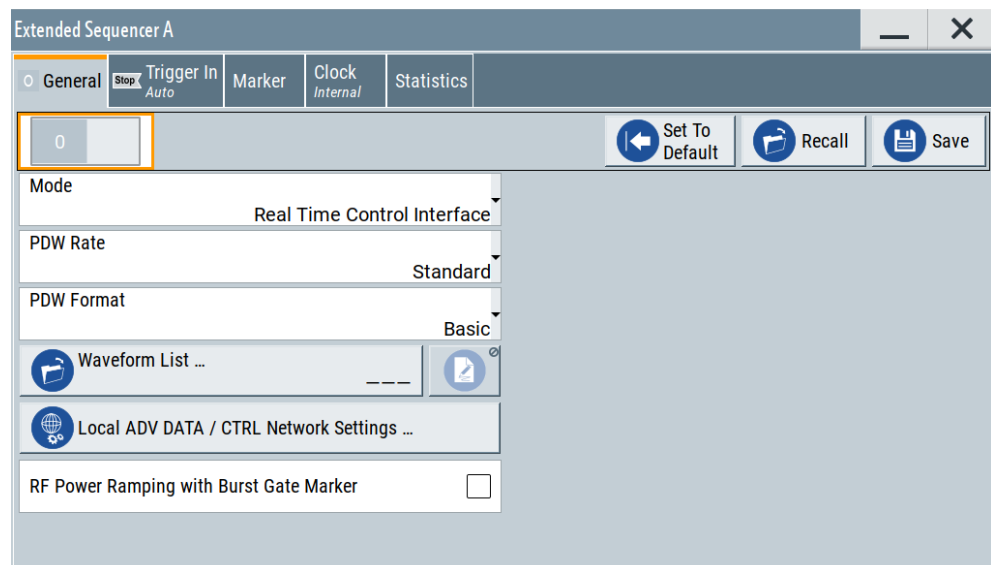 Extended Sequencer A
0 General
Stop Trigger In
Auto
Marker
Clock
Internal
Statistics
0
Set To
Default
Recall
Save
Mode
Real Time Control Interface
PDW Rate
Standard
PDW Format
Basic
Waveform List ...
___
Local ADV DATA / CTRL Network Settings ...
RF Power Ramping with Burst Gate Marker